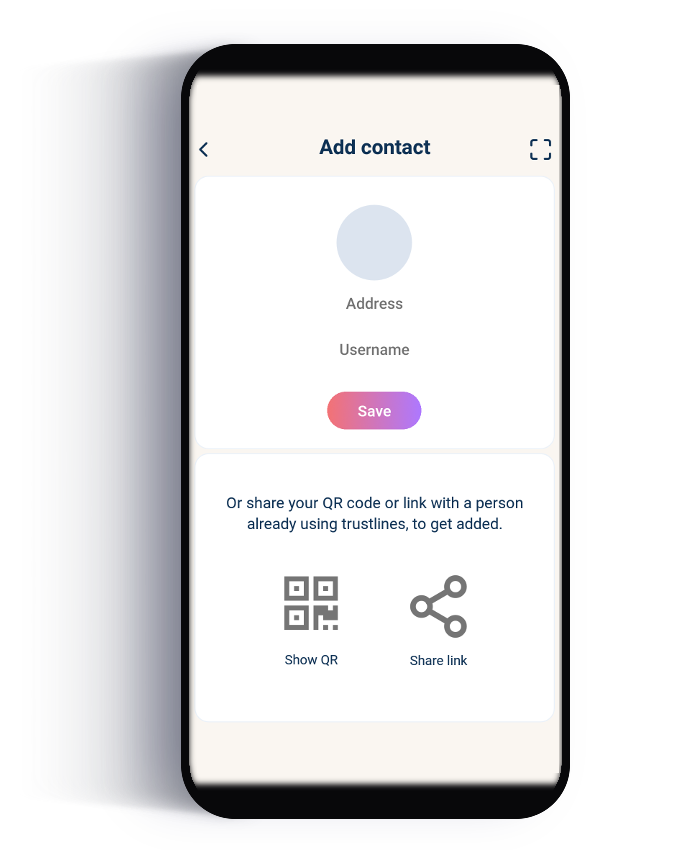 Add contact
Address
Username
Save
Or share your QR code or link with a person
already using trustlines, to get added.
Show QR
Share link